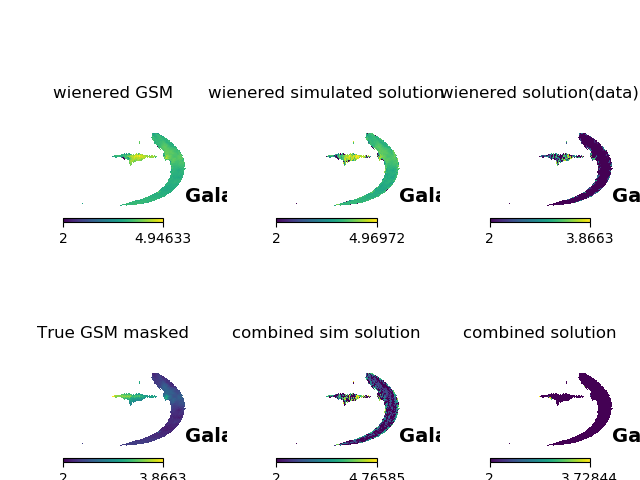 wienered GSM wienered simulated solution wienered solution(data)
Gala Gala Ga
2 4.94633 2 4.96972 2 3.8663
True GSM masked combined sim solution combined solution
Gala Gala Ga
2 3.8663 2 4.76585 2 3.72844